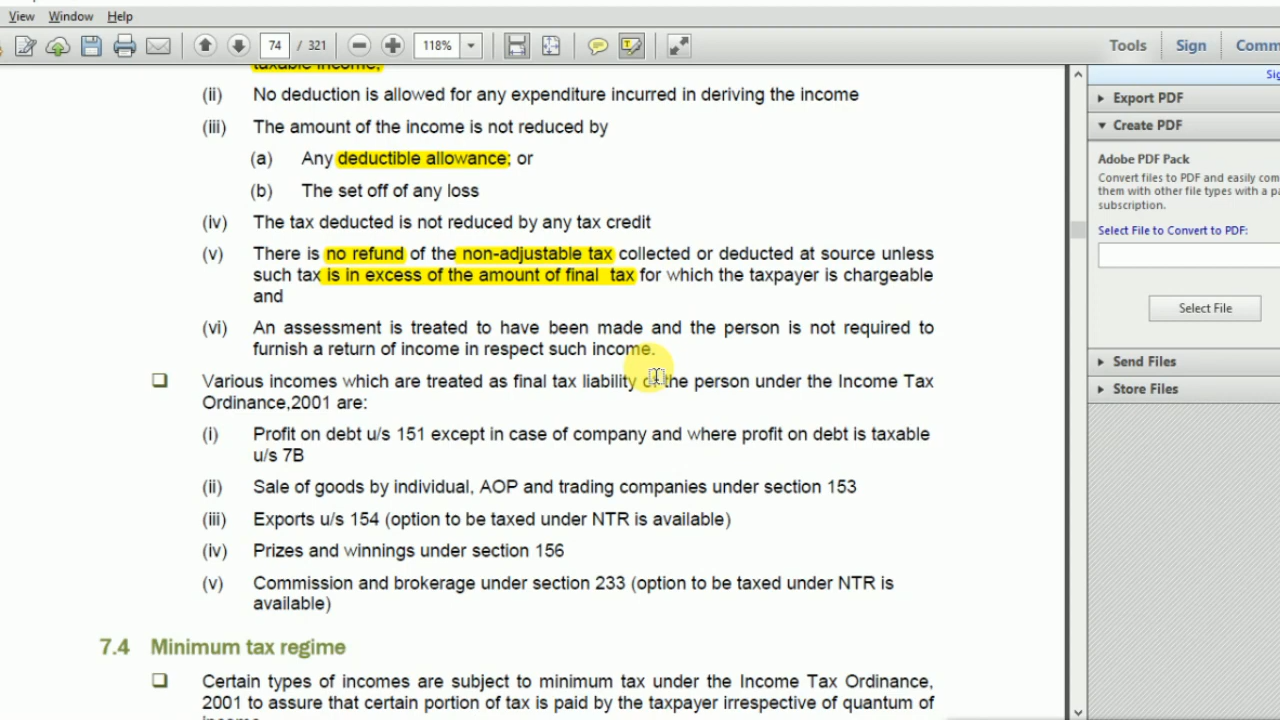 View Window Help
74 / 321 118% Tools Sign Comm
taxable income;
(ii) No deduction is allowed for any expenditure incurred in deriving the income
(iii) The amount of the income is not reduced by
(a) Any deductible allowance; or
(b) The set off of any loss
(iv) The tax deducted is not reduced by any tax credit
(v) There is no refund of the non-adjustable tax collected or deducted at source unless
such tax is in excess of the amount of final tax for which the taxpayer is chargeable
and
(vi) An assessment is treated to have been made and the person is not required to
furnish a return of income in respect such income.
Various incomes which are treated as final tax liability of the person under the Income Tax
Ordinance,2001 are:
(i) Profit on debt u/s 151 except in case of company and where profit on debt is taxable
u/s 7B
(ii) Sale of goods by individual, AOP and trading companies under section 153
(iii) Exports u/s 154 (option to be taxed under NTR is available)
(iv) Prizes and winnings under section 156
(v) Commission and brokerage under section 233 (option to be taxed under NTR is
available)
7.4 Minimum tax regime
Certain types of incomes are subject to minimum tax under the Income Tax Ordinance,
2001 to assure that certain portion of tax is paid by the taxpayer irrespective of quantum of
Export PDF
Create PDF
Adobe PDF Pack
Convert files to PDF and easily com
them with other file types with a pa
subscription.
Select File to Convert to PDF:
Select File
Send Files
Store Files